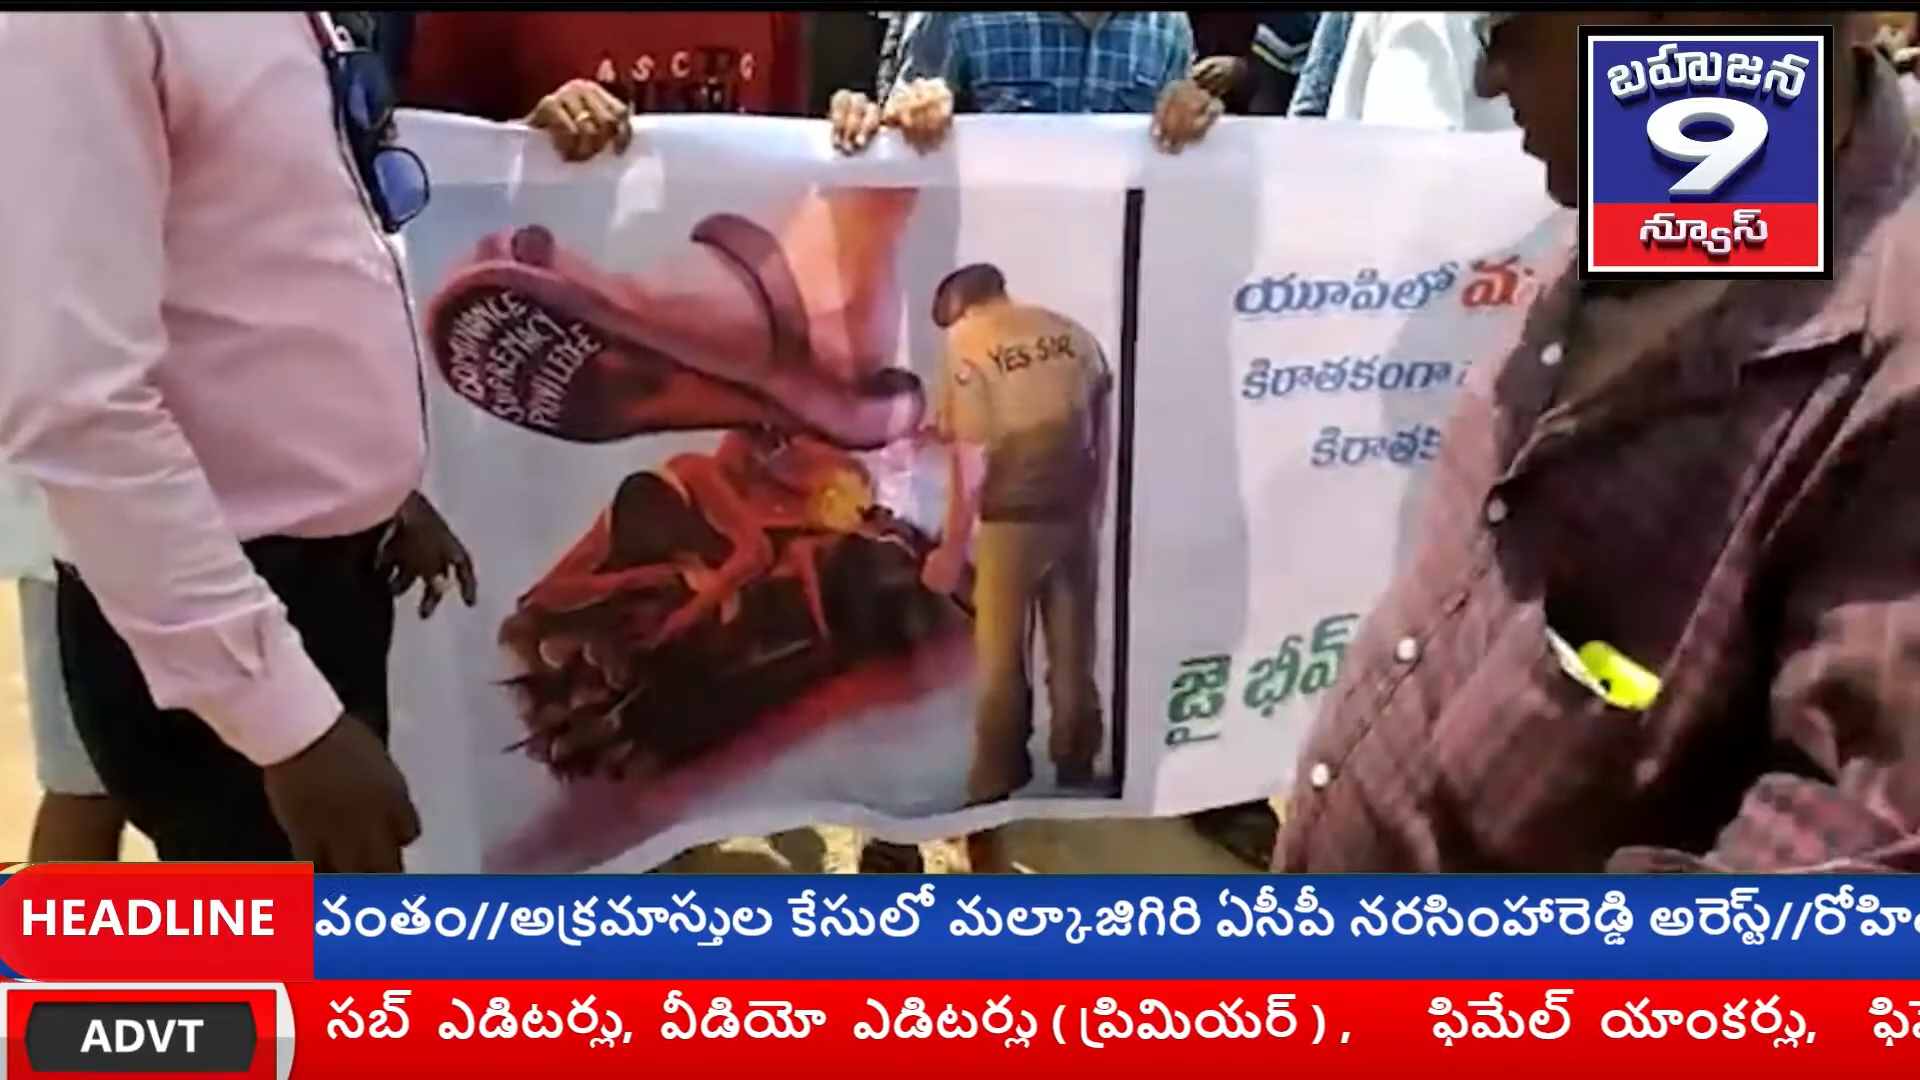 ASC
బహుజన
9
న్యూస్
DOMINANCE
SUPREMACY
PRIVILEGE
YES SIR
యూపిలో
కిరాతకంగా
జై భీమ్
HEADLINE
వంతం//అక్రమాస్తుల కేసులో మల్కాజిగిరి ఏసీపీ నరసింహారెడ్డి అరెస్ట్//రోహి
ADVT
సబ్ ఎడిటర్లు, వీడియో ఎడిటర్లు ( ప్రిమియర్ ) , ఫిమేల్ యాంకర్లు,